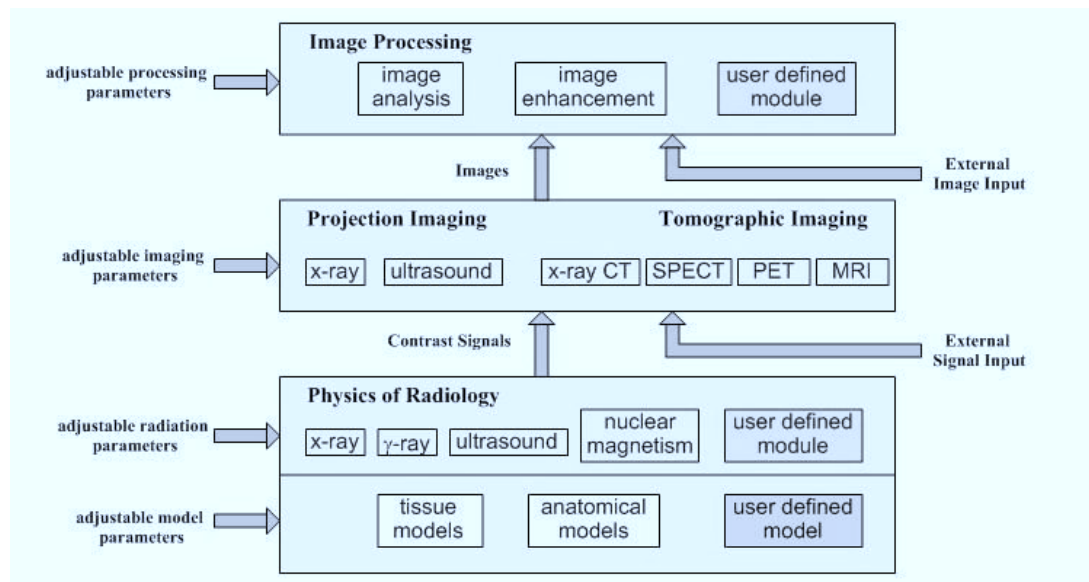 Image Processing
adjustable processing
parameters
image
analysis
image
enhancement
user defined
module
Images
External
Image Input
Projection Imaging
Tomographic Imaging
adjustable imaging
parameters
x-ray
ultrasound
x-ray CT
SPECT
PET
MRI
Contrast Signals
External
Signal Input
Physics of Radiology
adjustable radiation
parameters
x-ray
γ-ray
ultrasound
nuclear
magnetism
user defined
module
adjustable model
parameters
tissue
models
anatomical
models
user defined
model